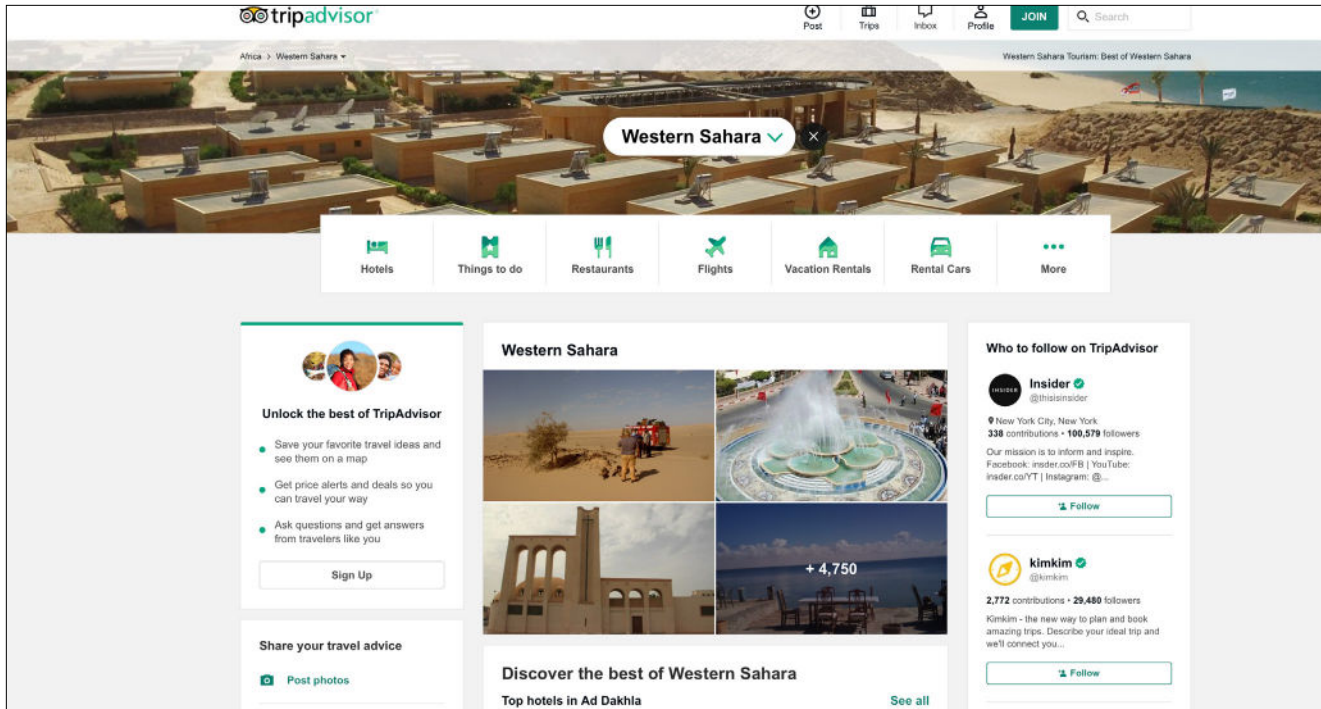 tripadvisor
Post
Trips
Inbox
Profile
JOIN
Search
Africa > Western Sahara
Western Sahara Tourism: Best of Western Sahara
Western Sahara
Hotels
Things to do
Restaurants
Flights
Vacation Rentals
Rental Cars
More
Unlock the best of TripAdvisor
Save your favorite travel ideas and
see them on a map
Get price alerts and deals so you
can travel your way
Ask questions and get answers
from travelers like you
Sign Up
Share your travel advice
Post photos
Western Sahara
+ 4,750
Discover the best of Western Sahara
Top hotels in Ad Dakhla
See all
Who to follow on TripAdvisor
INSIDER
Insider
@thisisinsider
New York City, New York
338 contributions • 100,579 followers
Our mission is to inform and inspire.
Facebook: insder.co/FB | YouTube:
insder.co/YT | Instagram: @...
Follow
kimkim
@kimkim
2,772 contributions • 29,480 followers
Kimkim - the new way to plan and book
amazing trips. Describe your ideal trip and
we'll connect you...
Follow